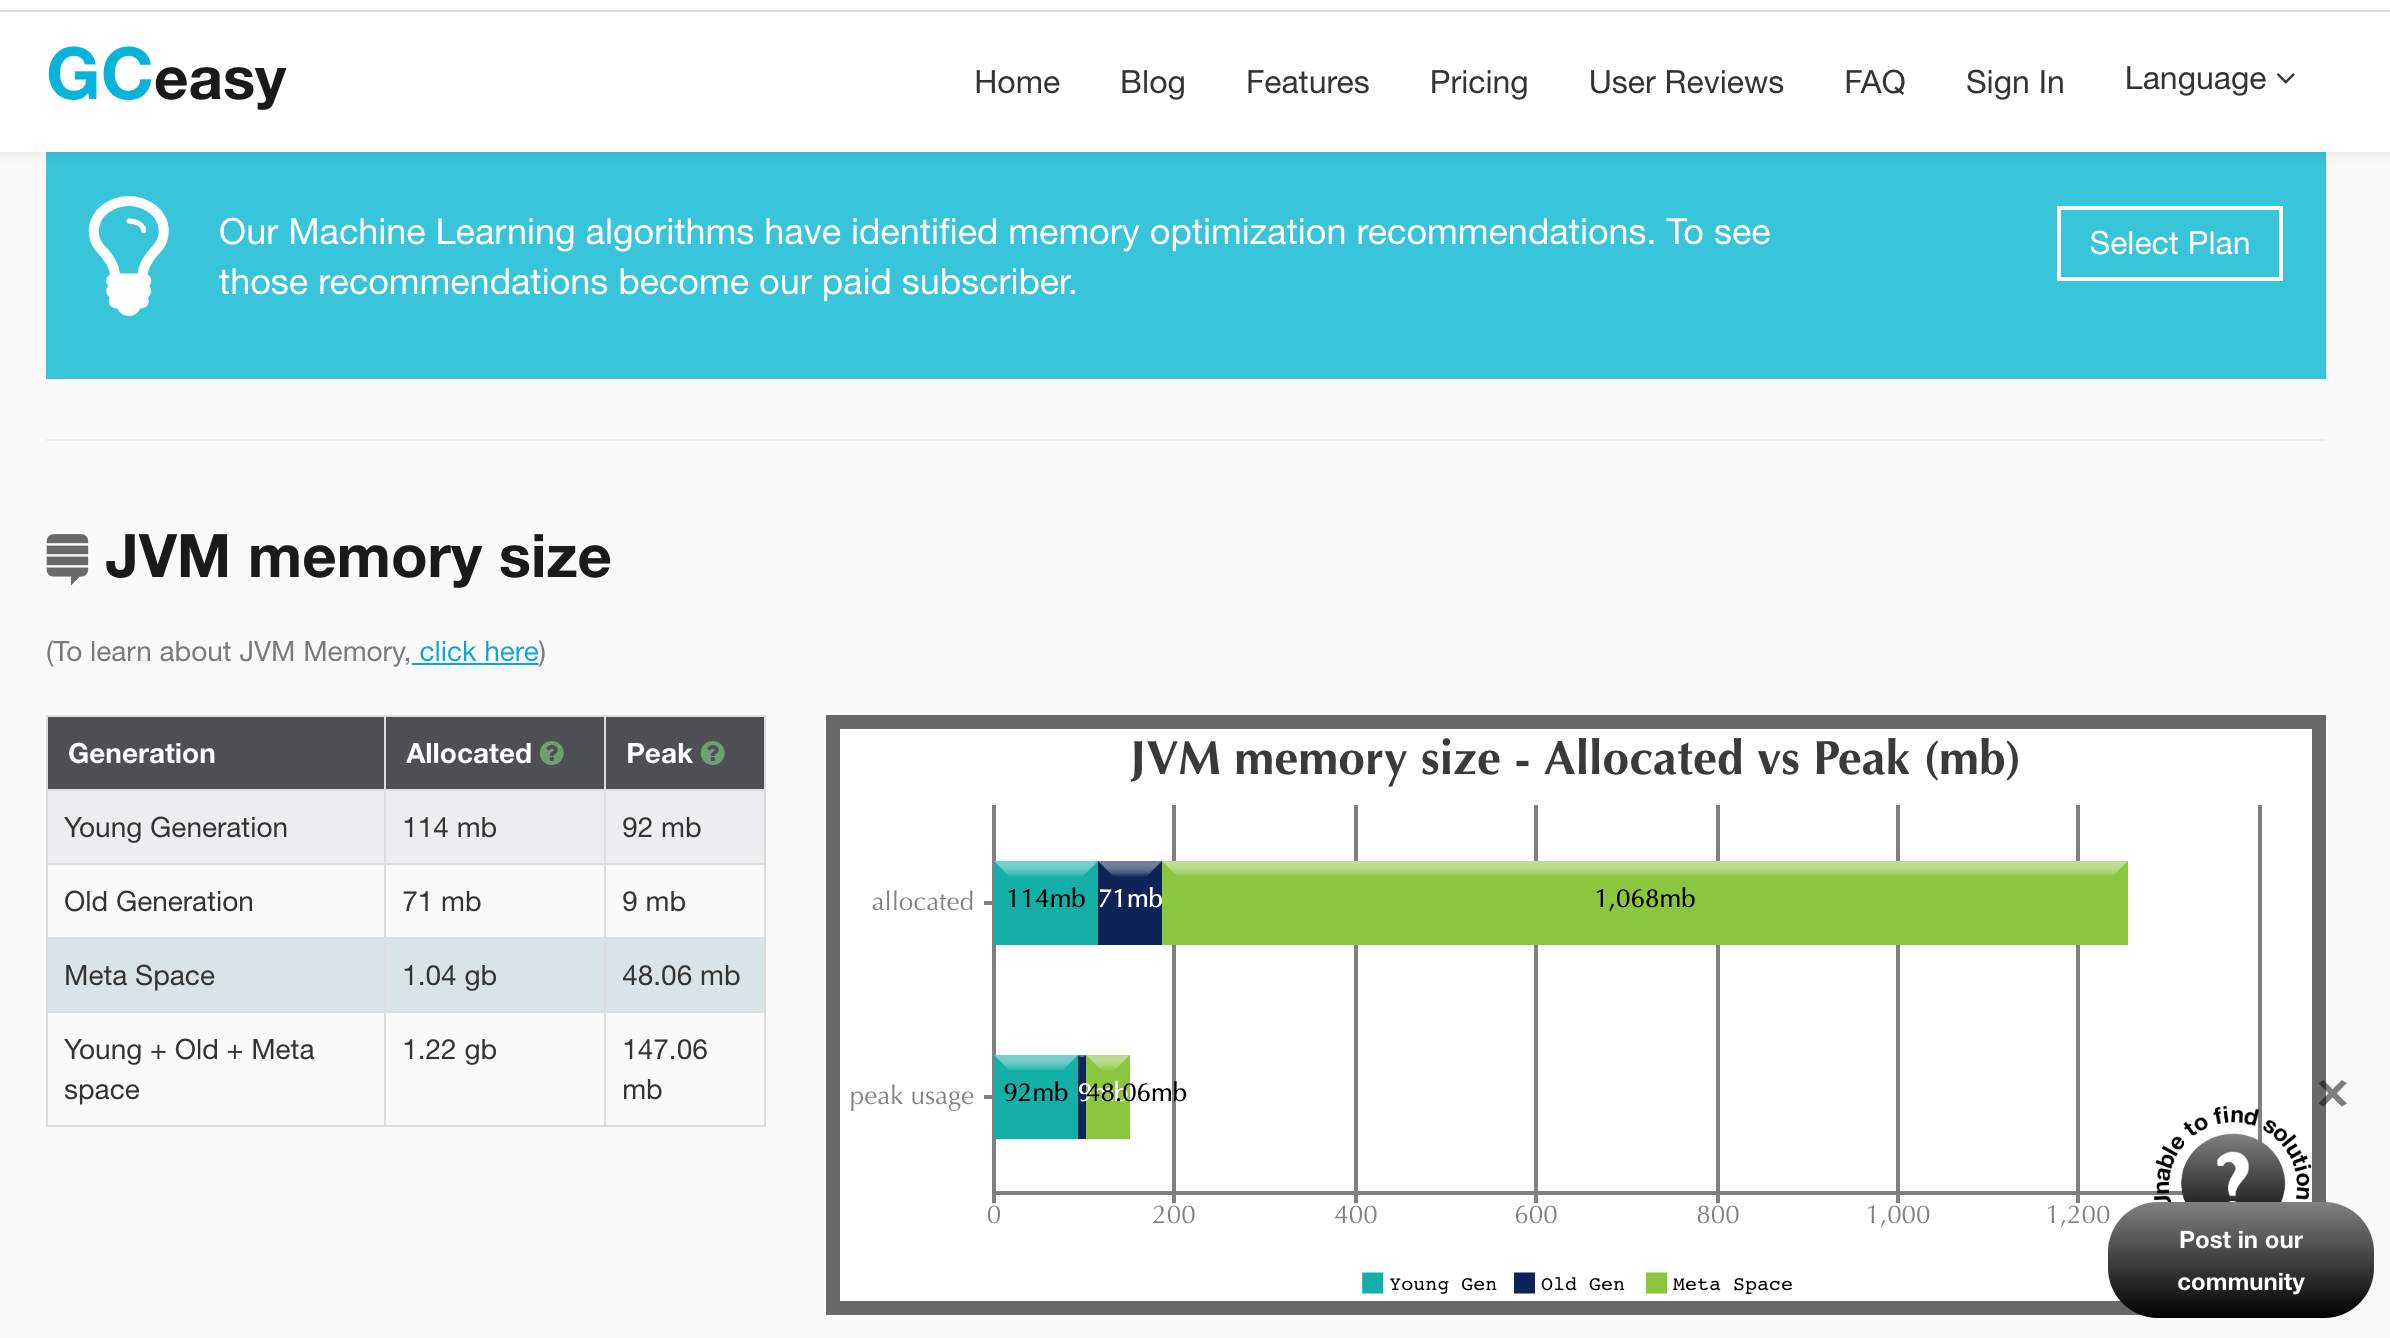 GCeasy
Home Blog Features Pricing User Reviews FAQ Sign In Language
Our Machine Learning algorithms have identified memory optimization recommendations. To see
those recommendations become our paid subscriber.
Select Plan
JVM memory size
(To learn about JVM Memory, click here)
Generation Allocated ? Peak ?
Young Generation 114 mb 92 mb
Old Generation 71 mb 9 mb
Meta Space 1.04 gb 48.06 mb
Young + Old + Meta 1.22 gb 147.06
space mb
JVM memory size - Allocated vs Peak (mb)
allocated 114mb 71mb 1,068mb
peak usage 92mb 48.06mb
0 200 400 600 800 1,000 1,200
Young Gen Old Gen Meta Space
to find solution
?
Post in our
community